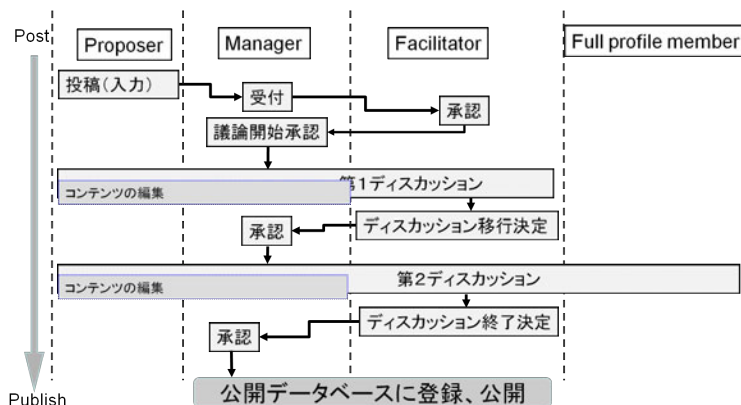 Post
Proposer
Manager
Facilitator
Full profile member
投稿（入力）
受付
承認
議論開始承認
第1ディスカッション
コンテンツの編集
ディスカッション移行決定
承認
第2ディスカッション
コンテンツの編集
ディスカッション終了決定
承認
公開データベースに登録、公開
Publish